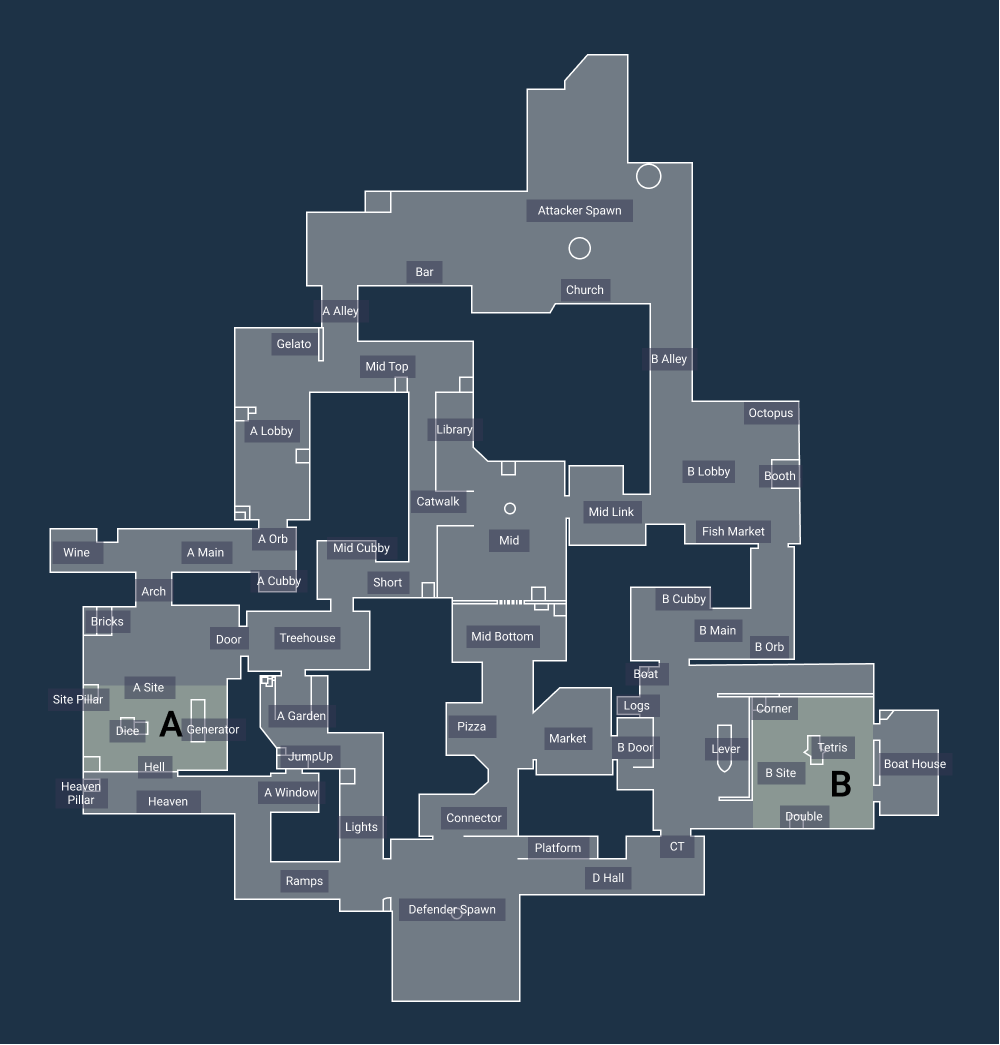 Attacker Spawn
Bar
Church
A Alley
Gelato
Mid Top
B Alley
Octopus
A Lobby
Library
B Lobby
Booth
Catwalk
Mid Link
Fish Market
Wine
A Main
A Orb
Mid Cubby
Mid
A Cubby
Short
Arch
B Cubby
Bricks
Door
Treehouse
Mid Bottom
B Main
B Orb
Boat
A Site
Site Pillar
Logs
Corner
A Garden
A
Dice
Generator
Pizza
Market
B Door
Lever
Tetris
JumpUp
Hell
B Site
Boat House
B
Heaven
Pillar
Heaven
A Window
Connector
Double
Lights
Platform
CT
Ramps
D Hall
Defender Spawn